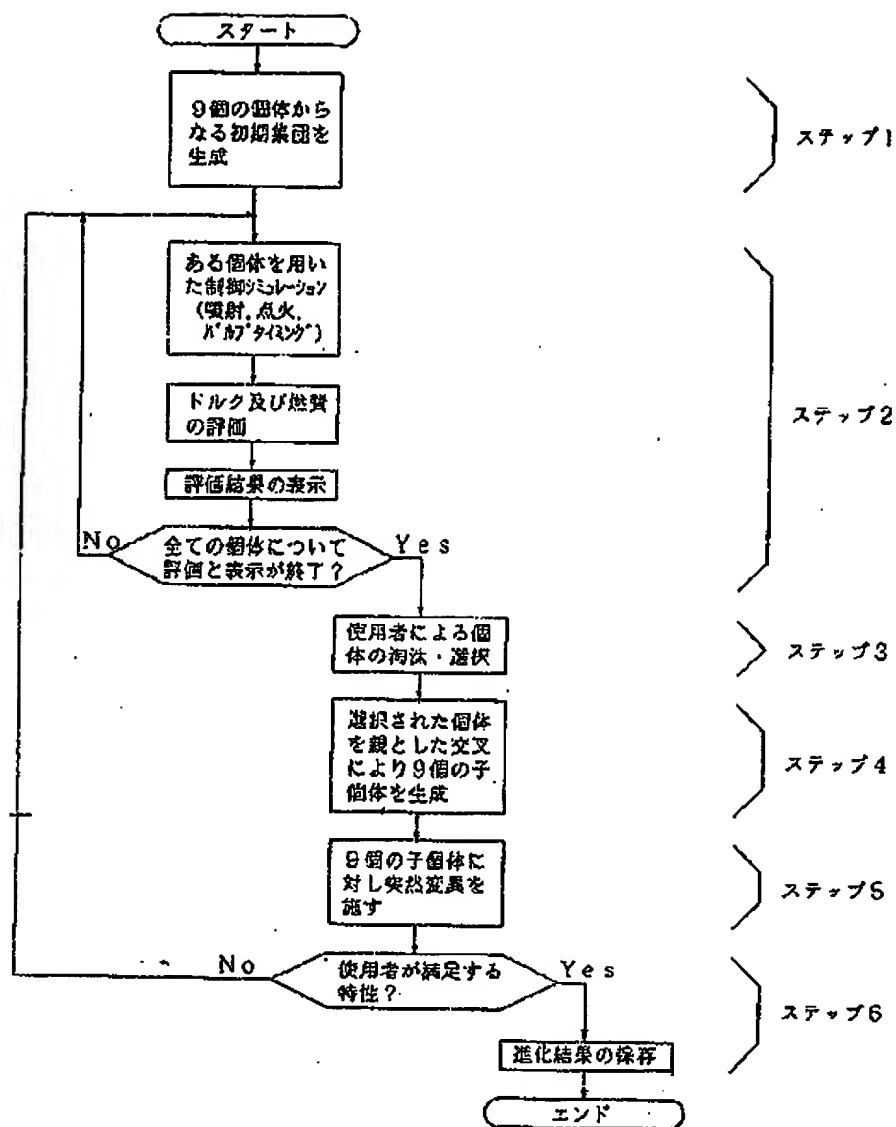 スタート
9個の個体から
なる初期集団を
生成
ステップ1
ある個体を用い
た制御シミュレーション
(噴射,点火,
バルブタイミング)
トルク及び燃費
の評価
評価結果の表示
ステップ2
No
全ての個体について
評価と表示が終了?
Yes
使用者による個
体の淘汰・選択
ステップ3
選択された個体
を親とした交叉
により9個の子
個体を生成
ステップ4
9個の子個体に
対し突然変異を
施す
ステップ5
No
使用者が満足する
特性?
Yes
ステップ6
進化結果の保存
エンド